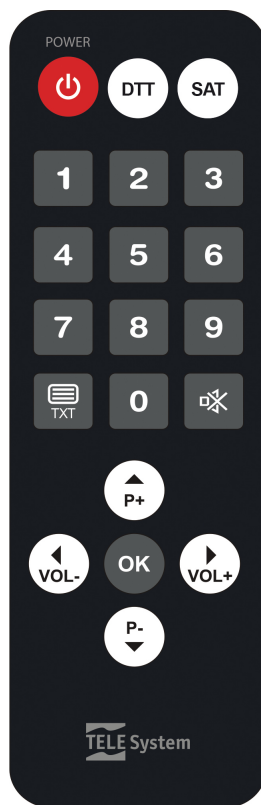 POWER
DTT SAT
1 2 3
4 5 6
7 8 9
TXT 0
P+
VOL- OK VOL+
P-
TELE System